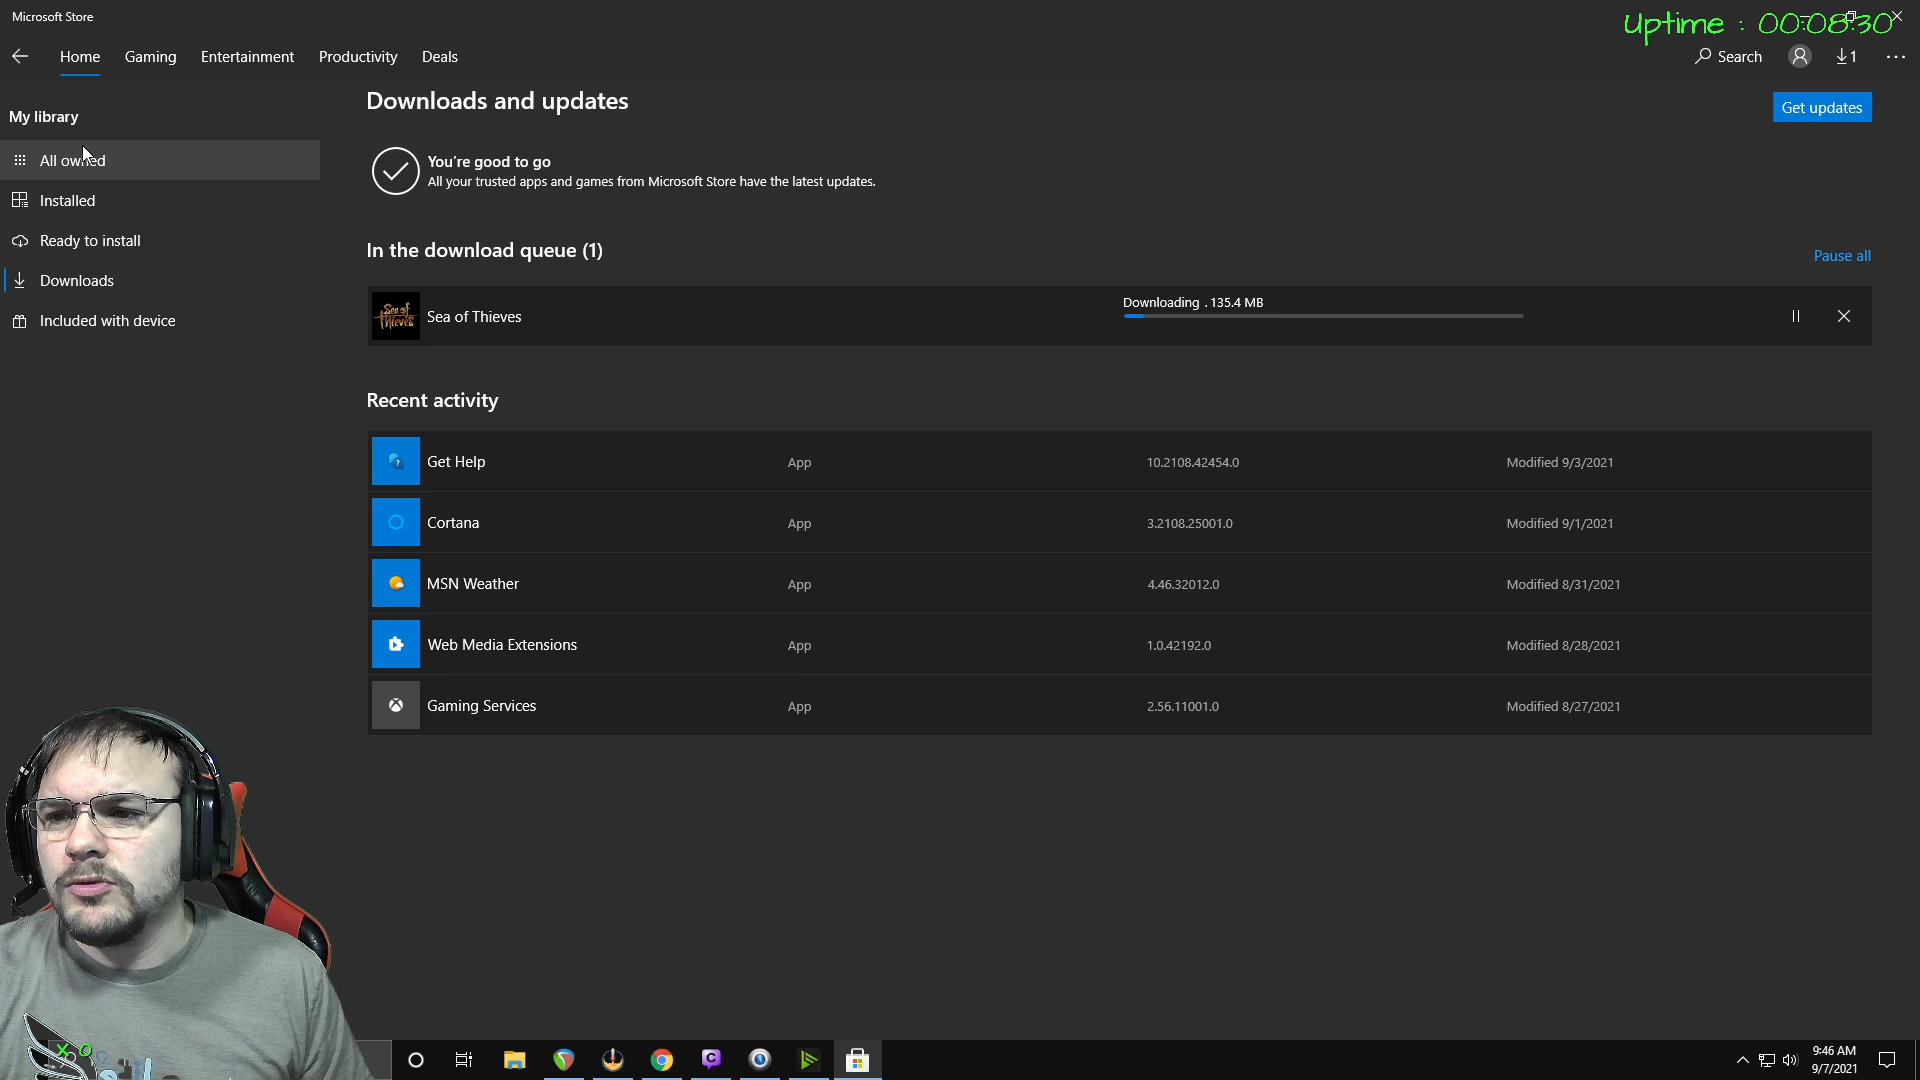 Microsoft Store
Uptime : 00:08:30
Home Gaming Entertainment Productivity Deals
Search
1
My library
All owned
Installed
Ready to install
Downloads
Included with device
Downloads and updates
Get updates
You're good to go
All your trusted apps and games from Microsoft Store have the latest updates.
In the download queue (1)
Pause all
Sea of Thieves
Sea of Thieves
Downloading . 135.4 MB
Recent activity
Get Help App 10.2108.42454.0 Modified 9/3/2021
Cortana App 3.2108.25001.0 Modified 9/1/2021
MSN Weather App 4.46.32012.0 Modified 8/31/2021
Web Media Extensions App 1.0.42192.0 Modified 8/28/2021
Gaming Services App 2.56.11001.0 Modified 8/27/2021
X 0
9:46 AM
9/7/2021